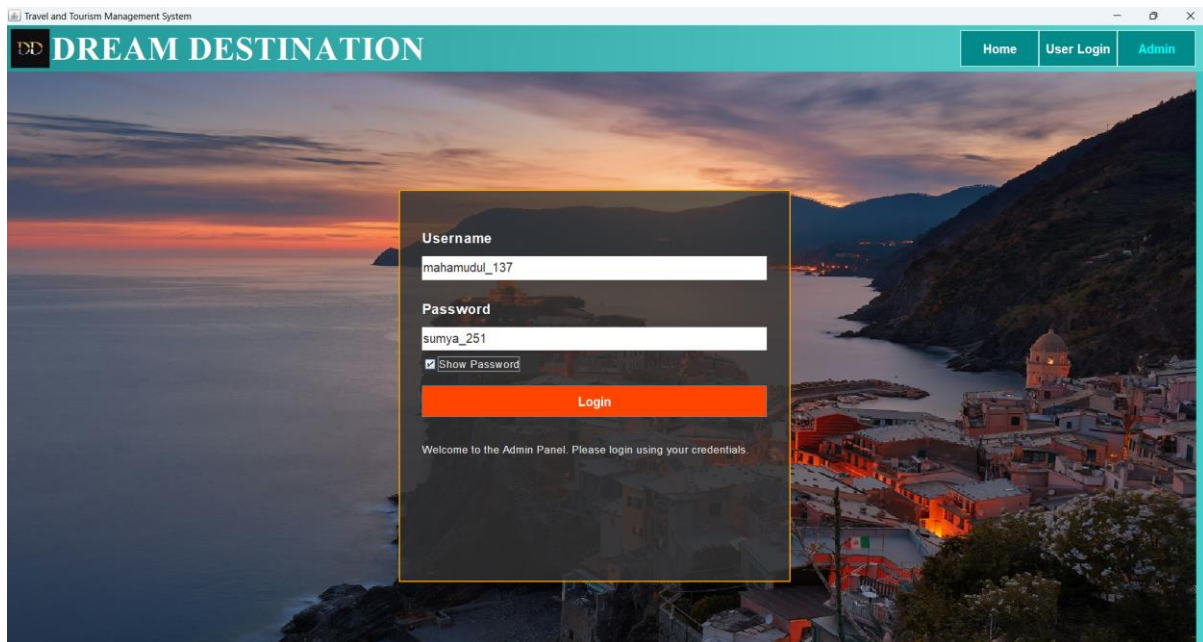 Travel and Tourism Management System
DD DREAM DESTINATION
Home User Login Admin
Username
mahamudul_137
Password
sumya_251
Show Password
Login
Welcome to the Admin Panel. Please login using your credentials.